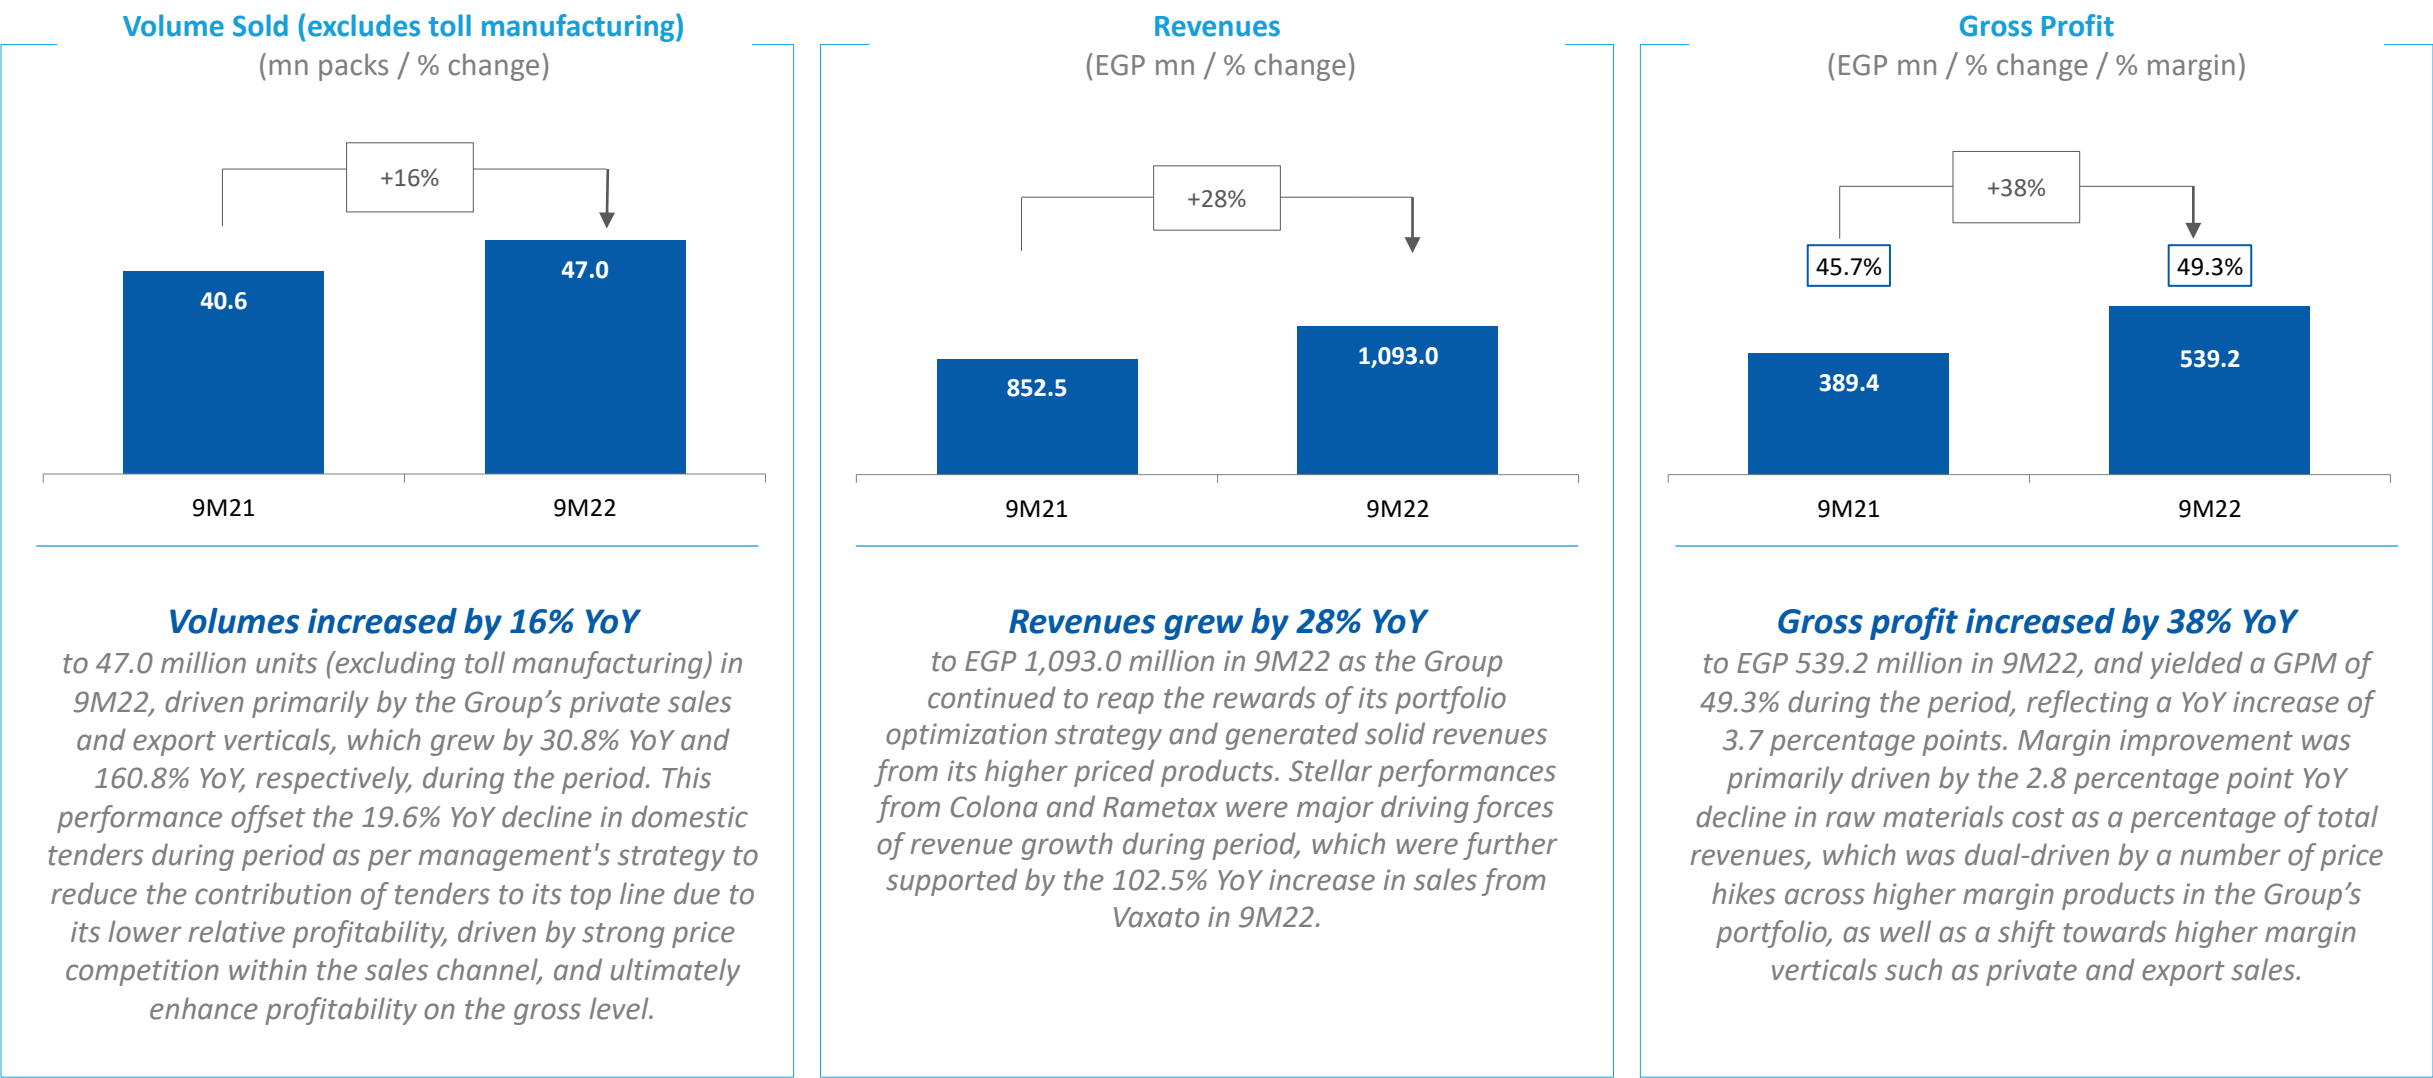 Volume Sold (excludes toll manufacturing)
(mn packs / % change)
+16%
40.6
47.0
9M21
9M22
Volumes increased by 16% YoY
to 47.0 million units (excluding toll manufacturing) in
9M22, driven primarily by the Group’s private sales
and export verticals, which grew by 30.8% YoY and
160.8% YoY, respectively, during the period. This
performance offset the 19.6% YoY decline in domestic
tenders during period as per management's strategy to
reduce the contribution of tenders to its top line due to
its lower relative profitability, driven by strong price
competition within the sales channel, and ultimately
enhance profitability on the gross level.
Revenues
(EGP mn / % change)
+28%
852.5
1,093.0
9M21
9M22
Revenues grew by 28% YoY
to EGP 1,093.0 million in 9M22 as the Group
continued to reap the rewards of its portfolio
optimization strategy and generated solid revenues
from its higher priced products. Stellar performances
from Colona and Rametax were major driving forces
of revenue growth during period, which were further
supported by the 102.5% YoY increase in sales from
Vaxato in 9M22.
Gross Profit
(EGP mn / % change / % margin)
+38%
45.7%
49.3%
389.4
539.2
9M21
9M22
Gross profit increased by 38% YoY
to EGP 539.2 million in 9M22, and yielded a GPM of
49.3% during the period, reflecting a YoY increase of
3.7 percentage points. Margin improvement was
primarily driven by the 2.8 percentage point YoY
decline in raw materials cost as a percentage of total
revenues, which was dual-driven by a number of price
hikes across higher margin products in the Group’s
portfolio, as well as a shift towards higher margin
verticals such as private and export sales.